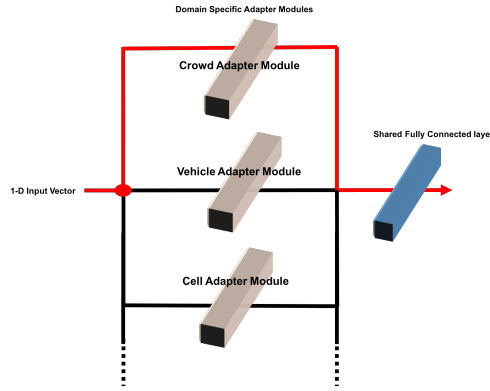 Domain Specific Adapter Modules
Crowd Adapter Module
Shared Fully Connected laye
Vehicle Adapter Module
1-D Input Vector
Cell Adapter Module